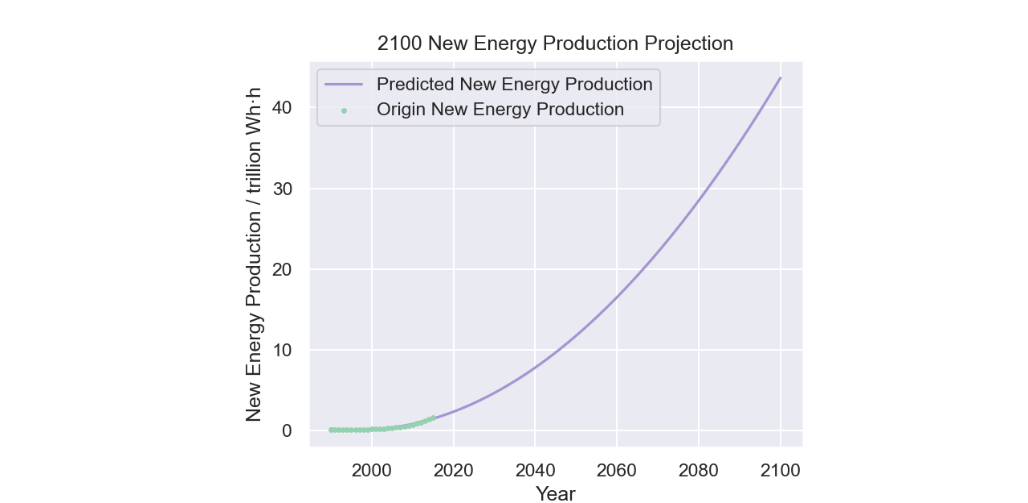 2100 New Energy Production Projection
Predicted New Energy Production
Origin New Energy Production
New Energy Production / trillion Wh·h
40
30
20
10
0
2000 2020 2040 2060 2080 2100
Year